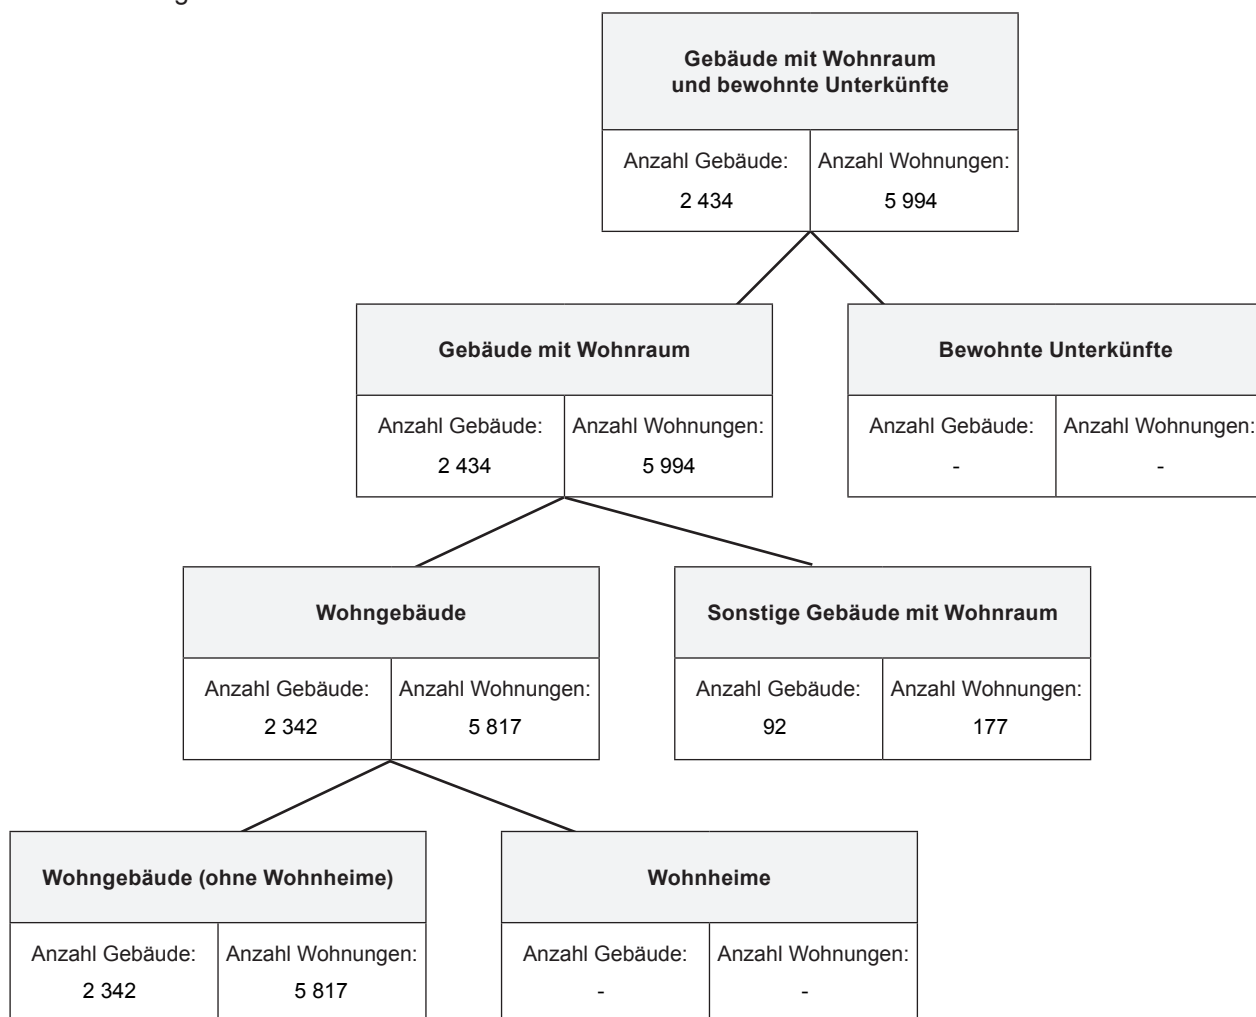 Gebäude mit Wohnraum
und bewohnte Unterkünfte
Anzahl Gebäude: Anzahl Wohnungen:
2 434 5 994
Gebäude mit Wohnraum
Anzahl Gebäude: Anzahl Wohnungen:
2 434 5 994
Bewohnte Unterkünfte
Anzahl Gebäude: Anzahl Wohnungen:
- -
Wohngebäude
Anzahl Gebäude: Anzahl Wohnungen:
2 342 5 817
Sonstige Gebäude mit Wohnraum
Anzahl Gebäude: Anzahl Wohnungen:
92 177
Wohngebäude (ohne Wohnheime)
Anzahl Gebäude: Anzahl Wohnungen:
2 342 5 817
Wohnheime
Anzahl Gebäude: Anzahl Wohnungen:
- -